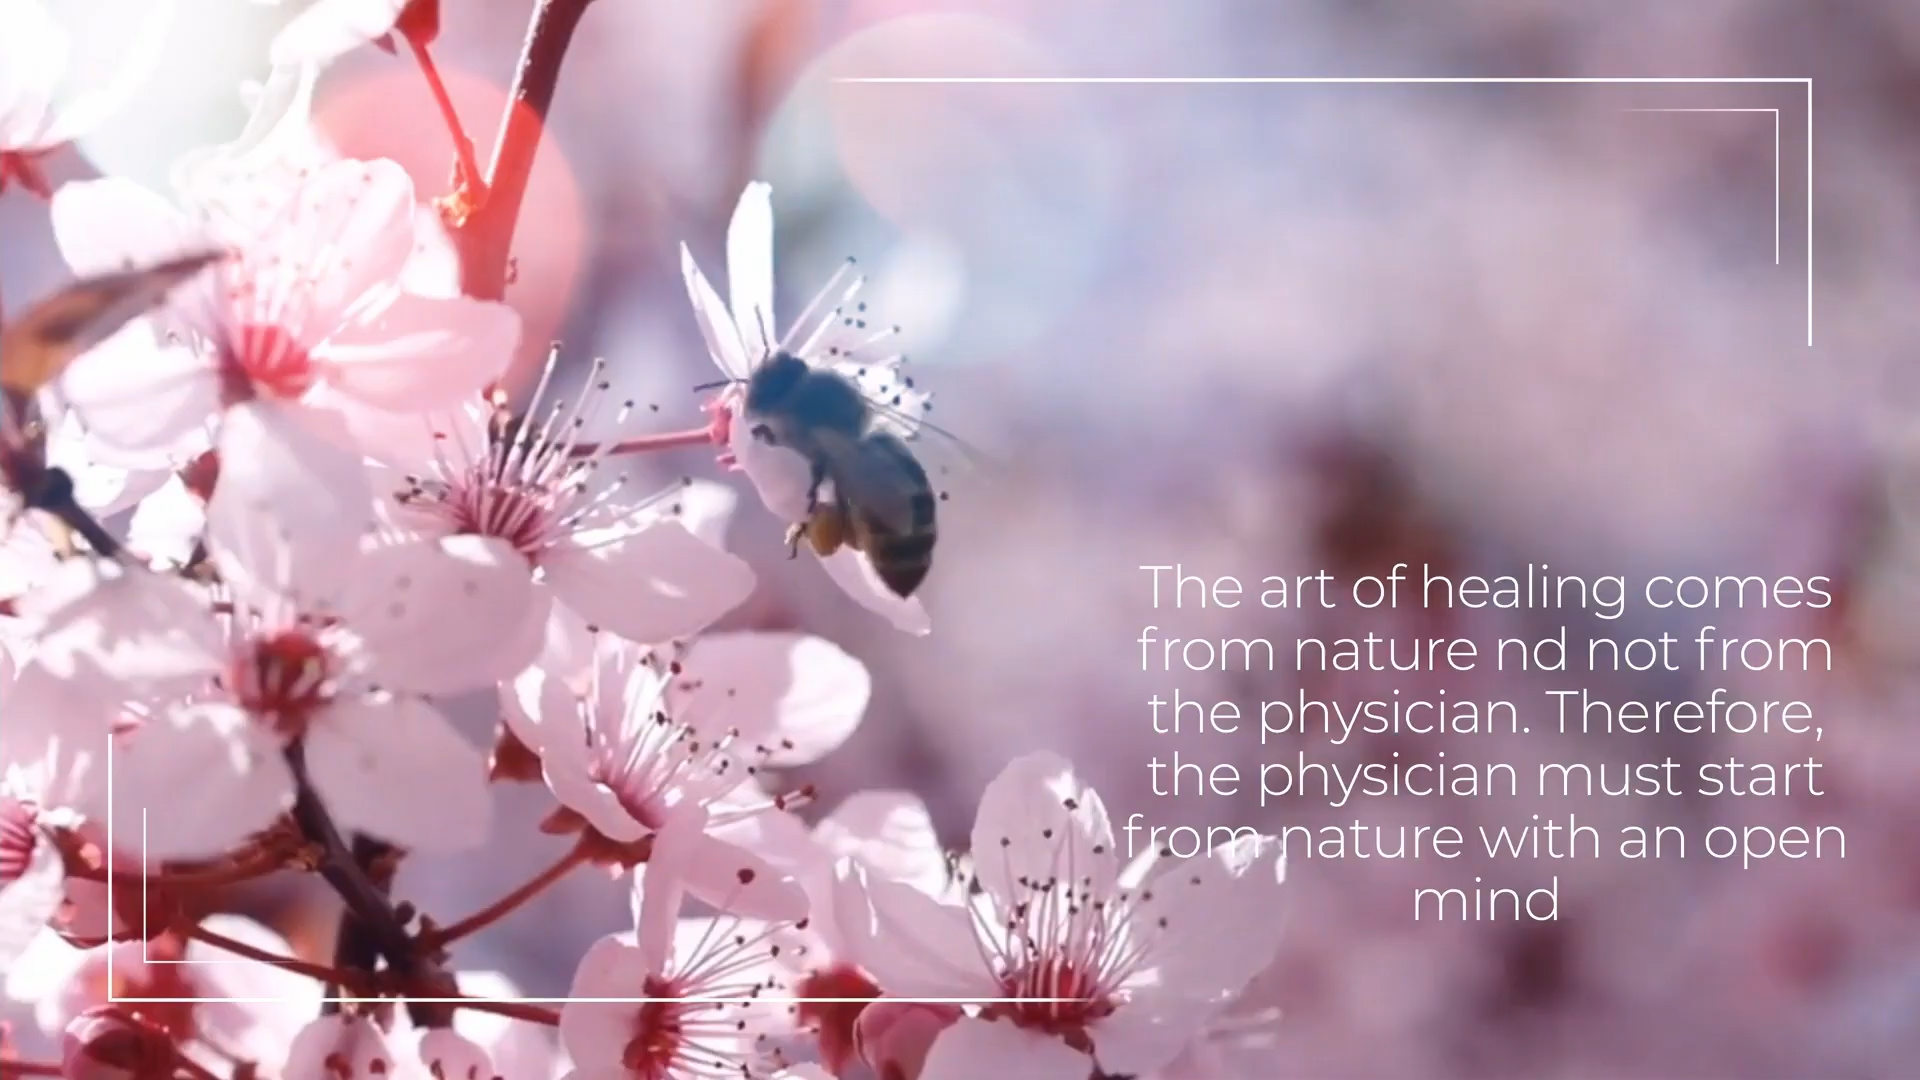 The art of healing comes
from nature nd not from
the physician. Therefore,
the physician must start
from nature with an open
mind